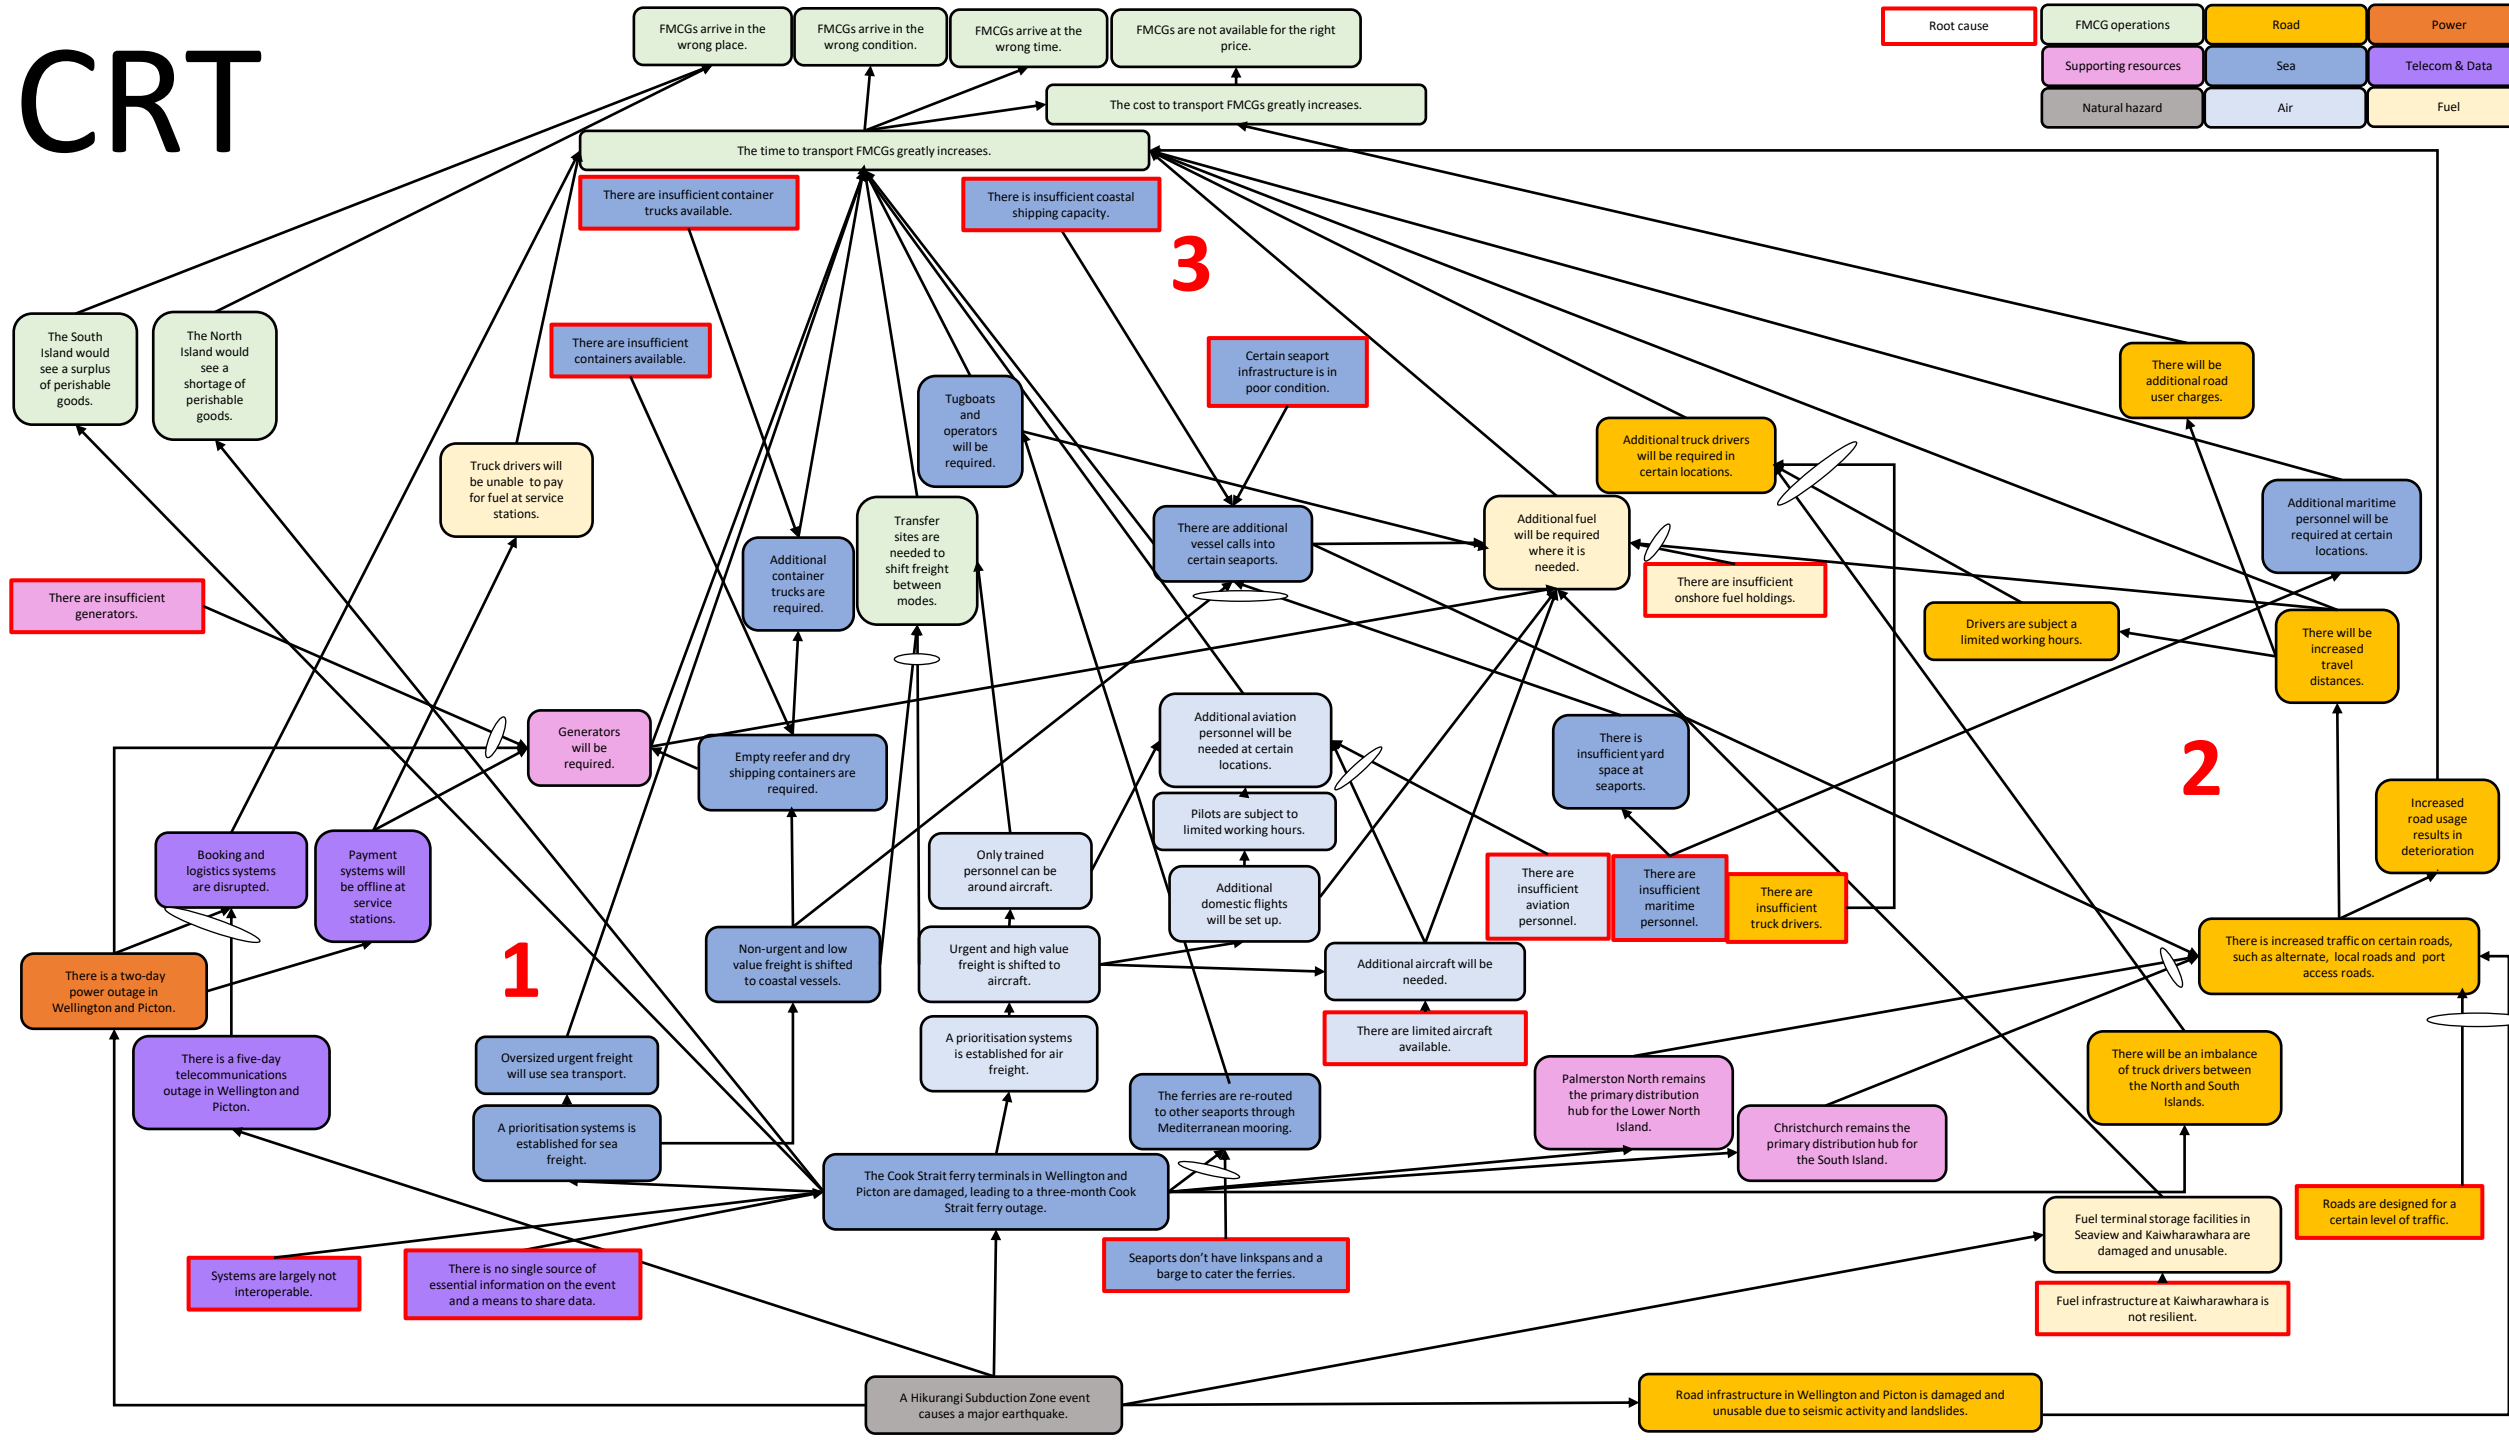 CRT
FMCGs arrive in the
wrong place.
FMCGs arrive in the
wrong condition.
FMCGs arrive at the
wrong time.
FMCGs are not available for the right
price.
Root cause
FMCG operations
Road
Power
Supporting resources
Sea
Telecom & Data
Natural hazard
Air
Fuel
The cost to transport FMCGs greatly increases.
The time to transport FMCGs greatly increases.
There are insufficient container
trucks available.
There is insufficient coastal
shipping capacity.
3
The South
Island would
see a surplus
of perishable
goods.
The North
Island would
see a
shortage of
perishable
goods.
There are insufficient
containers available.
Certain seaport
infrastructure is in
poor condition.
There will be
additional road
user charges.
Tugboats
and
operators
will be
required.
Additional truck drivers
will be required in
certain locations.
Truck drivers will
be unable  to pay
for fuel at service
stations.
Additional maritime
personnel will be
required at certain
locations.
Transfer
sites are
needed to
shift freight
between
modes.
There are additional
vessel calls into
certain seaports.
Additional fuel
will be required
where it is
needed.
Additional
container
trucks are
required.
There are insufficient
onshore fuel holdings.
There are insufficient
generators.
Drivers are subject a
limited working hours.
There will be
increased
travel
distances.
Generators
will be
required.
Additional aviation
personnel will be
needed at certain
locations.
There is
insufficient yard
space at
seaports.
Empty reefer and dry
shipping containers are
required.
2
Pilots are subject to
limited working hours.
Increased
road usage
results in
deterioration
Booking and
logistics systems
are disrupted.
Payment
systems will
be offline at
service
stations.
Only trained
personnel can be
around aircraft.
Additional
domestic flights
will be set up.
There are
insufficient
aviation
personnel.
There are
insufficient
maritime
personnel.
There are
insufficient
truck drivers.
1
Non-urgent and low
value freight is shifted
to coastal vessels.
Urgent and high value
freight is shifted to
aircraft.
Additional aircraft will be
needed.
There is increased traffic on certain roads,
such as alternate,  local roads and  port
access roads.
There is a two-day
power outage in
Wellington and Picton.
There is a five-day
telecommunications
outage in Wellington and
Picton.
Oversized urgent freight
will use sea transport.
A prioritisation systems
is established for air
freight.
There are limited aircraft
available.
Palmerston North remains
the primary distribution
hub for the Lower North
Island.
There will be an imbalance
of truck drivers between
the North and South
Islands.
The ferries are re-routed
to other seaports through
Mediterranean mooring.
A prioritisation systems is
established for sea
freight.
Christchurch remains the
primary distribution hub for
the South Island.
The Cook Strait ferry terminals in Wellington and
Picton are damaged, leading to a three-month Cook
Strait ferry outage.
Roads are designed for a
certain level of traffic.
Fuel terminal storage facilities in
Seaview and Kaiwharawhara are
damaged and unusable.
Systems are largely not
interoperable.
There is no single source of
essential information on the event
and a means to share data.
Seaports don't have linkspans and a
barge to cater the ferries.
Fuel infrastructure at Kaiwharawhara is
not resilient.
A Hikurangi Subduction Zone event
causes a major earthquake.
Road infrastructure in Wellington and Picton is damaged and
unusable due to seismic activity and landslides.